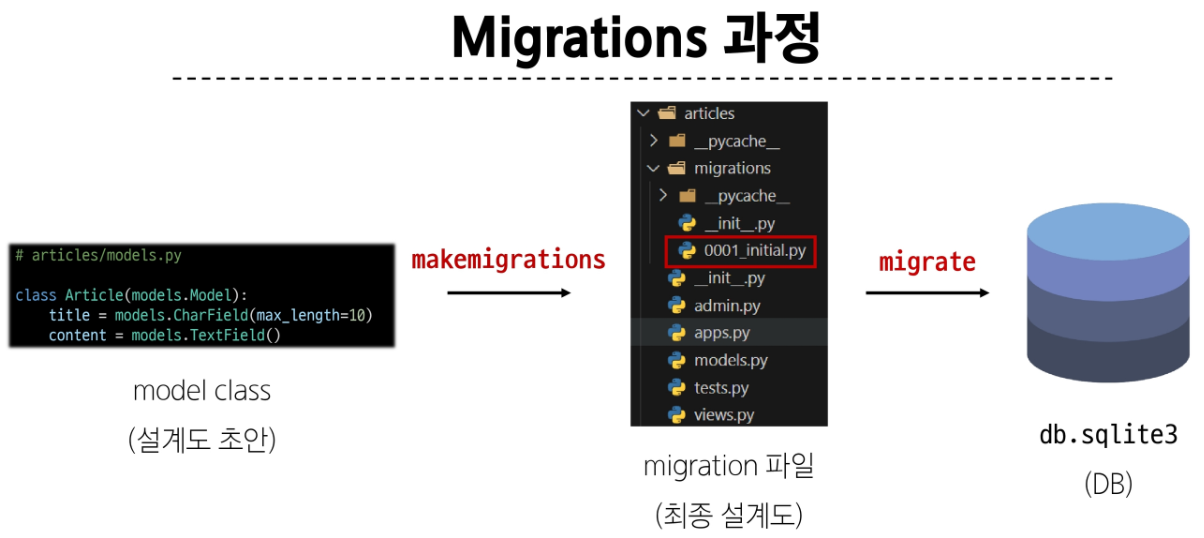 Migrations 과정
# articles/models.py
class Article(models.Model):
    title = models.CharField(max_length=10)
    content = models.TextField()
model class
(설계도 초안)
makemigrations
articles
__pycache__
migrations
__pycache__
__init__.py
0001_initial.py
__init__.py
admin.py
apps.py
models.py
tests.py
views.py
migration 파일
(최종 설계도)
migrate
db.sqlite3
(DB)